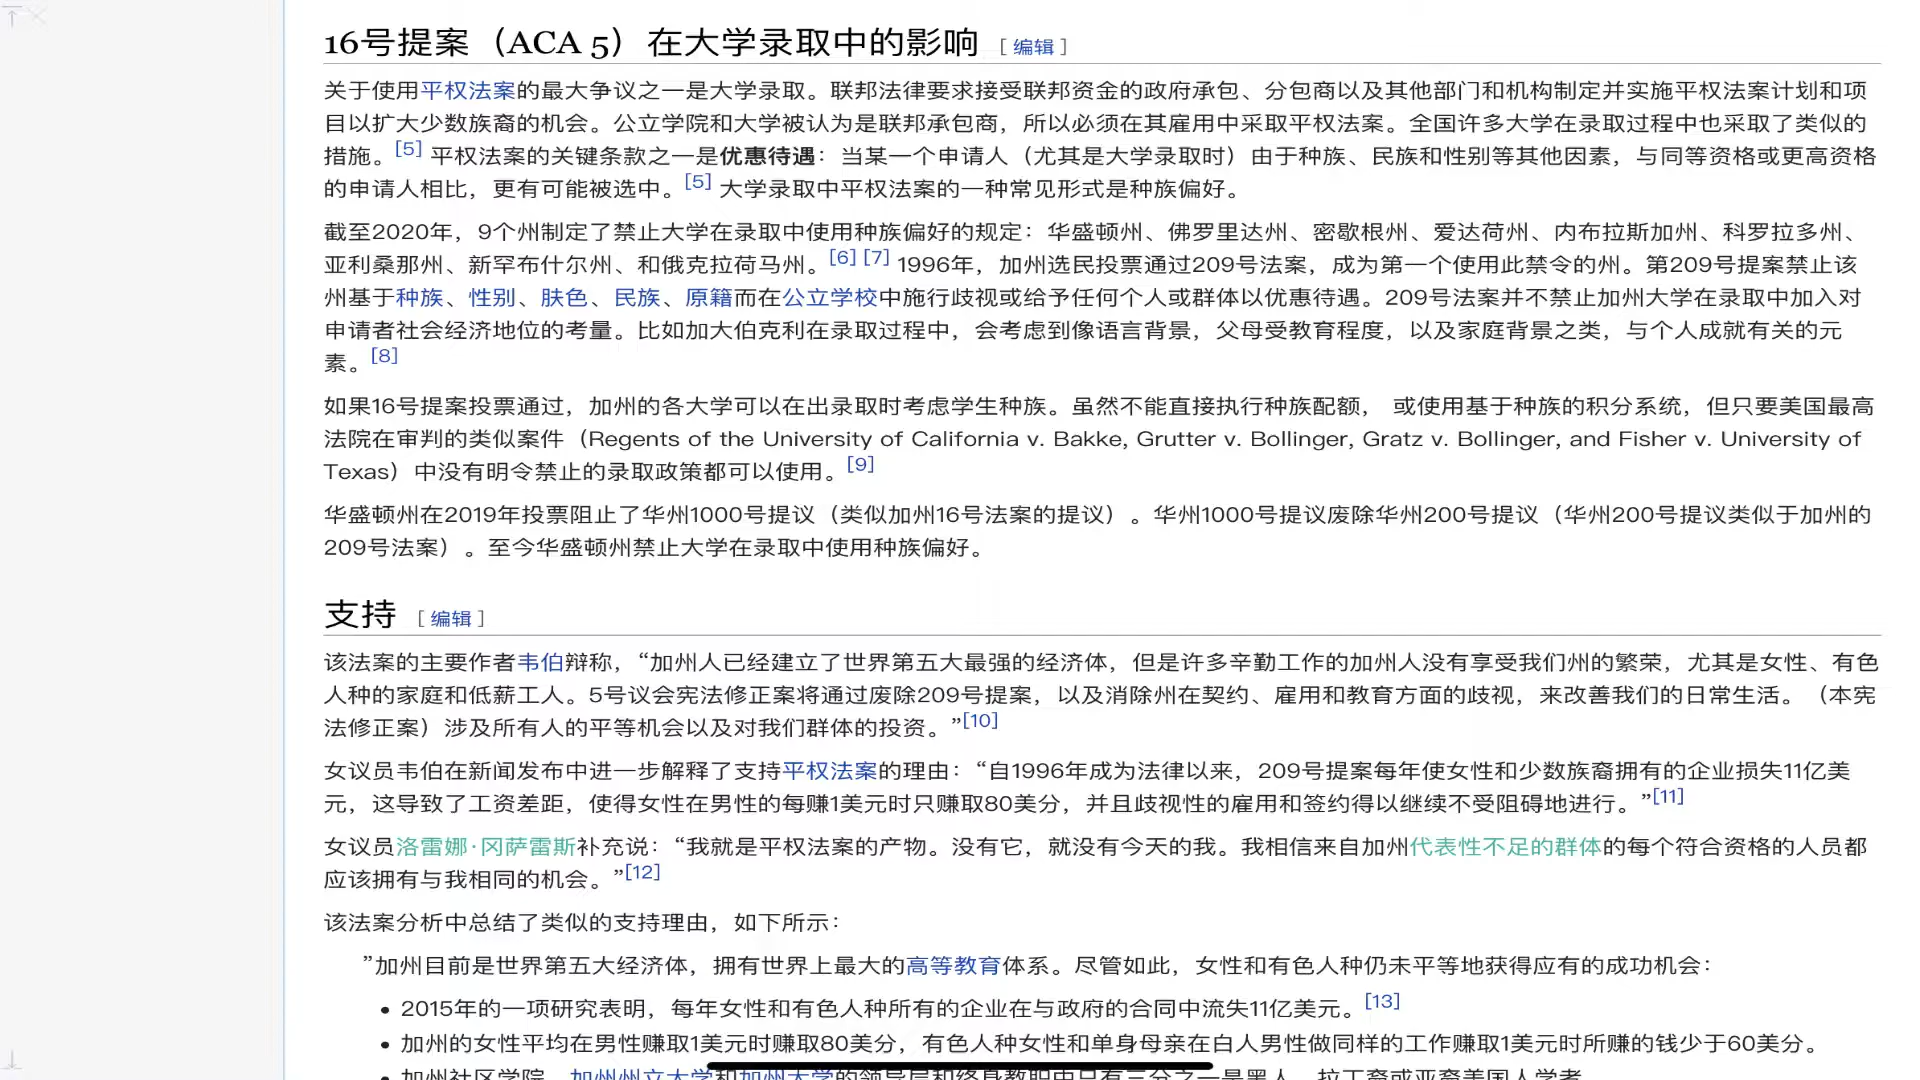 16号提案（ACA 5）在大学录取中的影响 [ 编辑 ]
关于使用平权法案的最大争议之一是大学录取。联邦法律要求接受联邦资金的政府承包、分包商以及其他部门和机构制定并实施平权法案计划和项
目以扩大少数族裔的机会。公立学院和大学被认为是联邦承包商，所以必须在其雇用中采取平权法案。全国许多大学在录取过程中也采取了类似的
措施。[5] 平权法案的关键条款之一是优惠待遇：当某一个申请人（尤其是大学录取时）由于种族、民族和性别等其他因素，与同等资格或更高资格
的申请人相比，更有可能被选中。[5] 大学录取中平权法案的一种常见形式是种族偏好。
截至2020年，9个州制定了禁止大学在录取中使用种族偏好的规定：华盛顿州、佛罗里达州、密歇根州、爱达荷州、内布拉斯加州、科罗拉多州、
亚利桑那州、新罕布什尔州、和俄克拉荷马州。[6] [7] 1996年，加州选民投票通过209号法案，成为第一个使用此禁令的州。第209号提案禁止该
州基于种族、性别、肤色、民族、原籍而在公立学校中施行歧视或给予任何个人或群体以优惠待遇。209号法案并不禁止加州大学在录取中加入对
申请者社会经济地位的考量。比如加大伯克利在录取过程中，会考虑到像语言背景，父母受教育程度，以及家庭背景之类，与个人成就有关的元
素。[8]
如果16号提案投票通过，加州的各大学可以在出录取时考虑学生种族。虽然不能直接执行种族配额， 或使用基于种族的积分系统，但只要美国最高
法院在审判的类似案件（Regents of the University of California v. Bakke, Grutter v. Bollinger, Gratz v. Bollinger, and Fisher v. University of
Texas）中没有明令禁止的录取政策都可以使用。[9]
华盛顿州在2019年投票阻止了华州1000号提议（类似加州16号法案的提议）。华州1000号提议废除华州200号提议（华州200号提议类似于加州的
209号法案）。至今华盛顿州禁止大学在录取中使用种族偏好。
支持 [ 编辑 ]
该法案的主要作者韦伯辩称，“加州人已经建立了世界第五大最强的经济体，但是许多辛勤工作的加州人没有享受我们州的繁荣，尤其是女性、有色
人种的家庭和低薪工人。5号议会宪法修正案将通过废除209号提案，以及消除州在契约、雇用和教育方面的歧视，来改善我们的日常生活。（本宪
法修正案）涉及所有人的平等机会以及对我们群体的投资。”[10]
女议员韦伯在新闻发布中进一步解释了支持平权法案的理由：“自1996年成为法律以来，209号提案每年使女性和少数族裔拥有的企业损失11亿美
元，这导致了工资差距，使得女性在男性的每赚1美元时只赚取80美分，并且歧视性的雇用和签约得以继续不受阻碍地进行。”[11]
女议员洛雷娜·冈萨雷斯补充说：“我就是平权法案的产物。没有它，就没有今天的我。我相信来自加州代表性不足的群体的每个符合资格的人员都
应该拥有与我相同的机会。”[12]
该法案分析中总结了类似的支持理由，如下所示：
”加州目前是世界第五大经济体，拥有世界上最大的高等教育体系。尽管如此，女性和有色人种仍未平等地获得应有的成功机会：
• 2015年的一项研究表明，每年女性和有色人种所有的企业在与政府的合同中流失11亿美元。[13]
• 加州的女性平均在男性赚取1美元时赚取80美分，有色人种女性和单身母亲在白人男性做同样的工作赚取1美元时所赚的钱少于60美分。
• 加州社区学院、加州州立大学和加州大学的领导层和终身教职中只有三分之一是黑人、拉丁裔或亚裔美国人学者